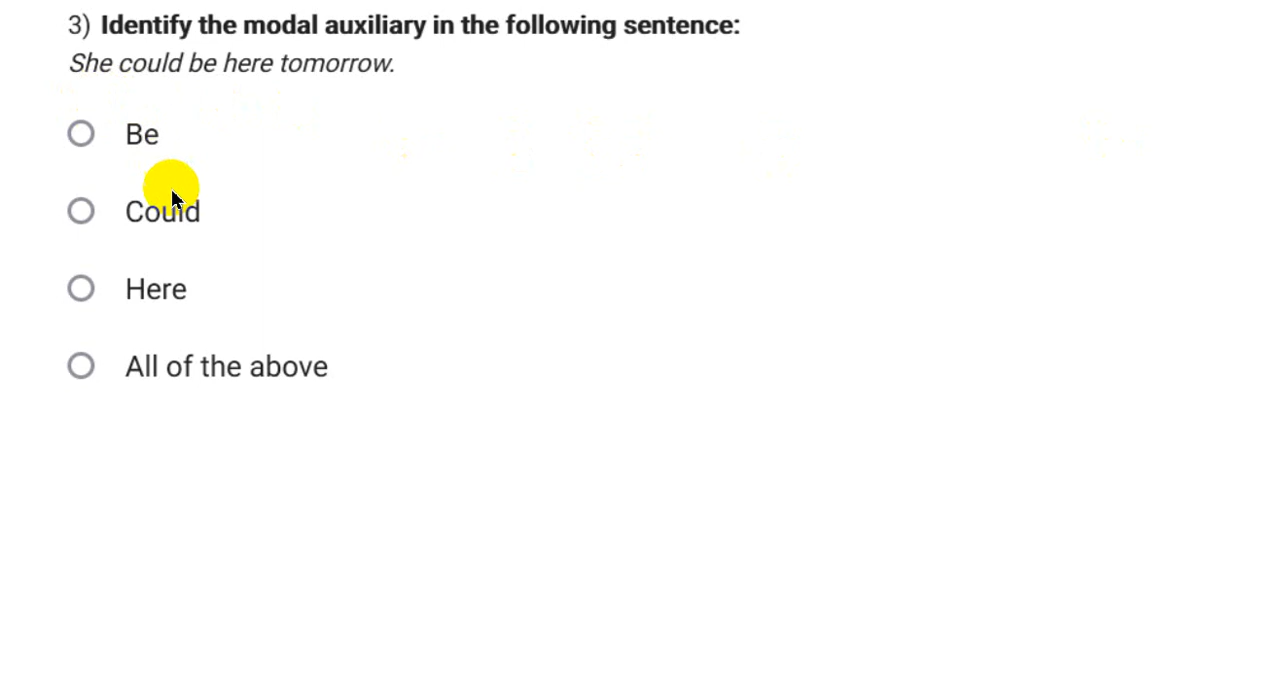 3) Identify the modal auxiliary in the following sentence:
She could be here tomorrow.
Be
Could
Here
All of the above